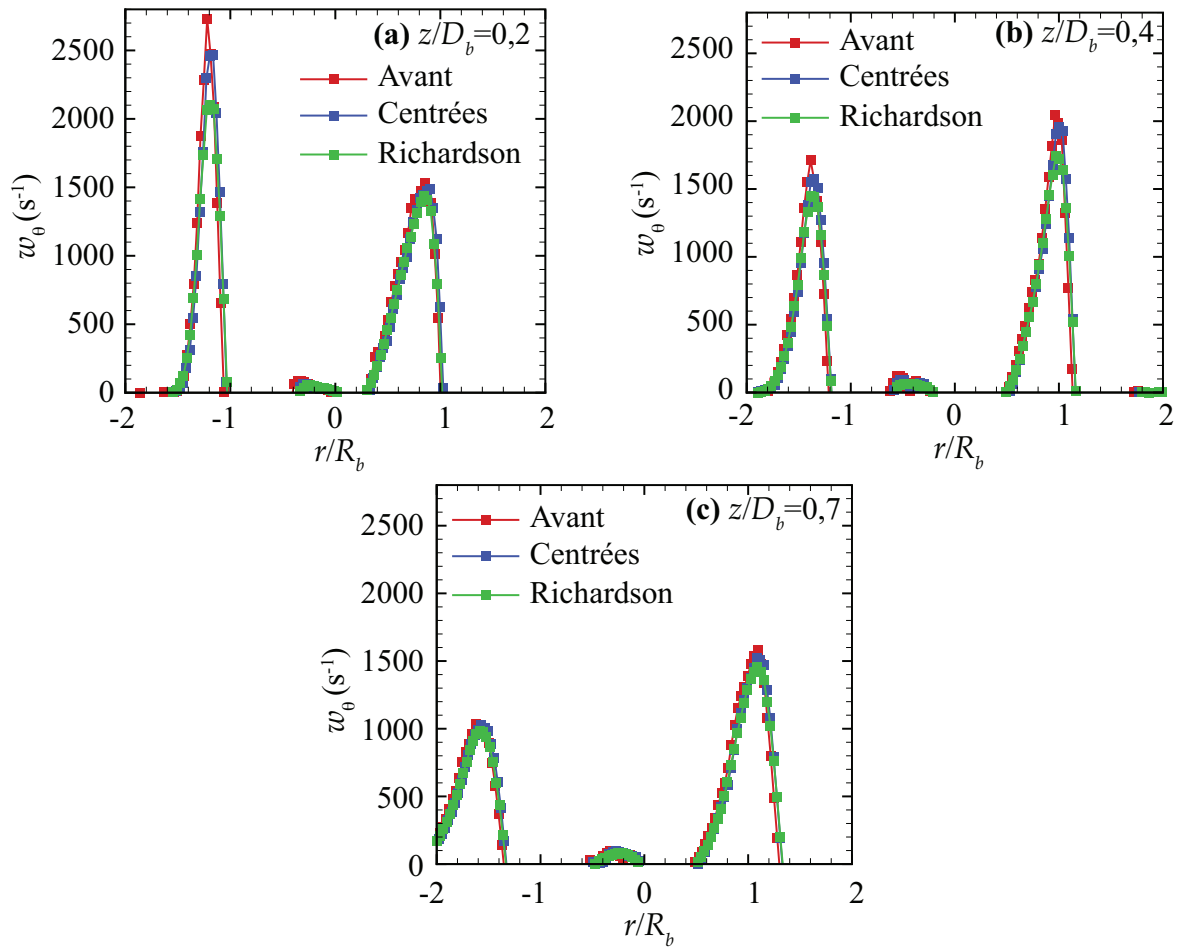 (a) z/D_b=0,2
Avant
Centrées
Richardson
w_θ (s⁻¹)
2500
2000
1500
1000
500
0
-2 -1 0 1 2
r/R_b
(b) z/D_b=0,4
Avant
Centrées
Richardson
w_θ (s⁻¹)
2500
2000
1500
1000
500
0
-2 -1 0 1 2
r/R_b
(c) z/D_b=0,7
Avant
Centrées
Richardson
w_θ (s⁻¹)
2500
2000
1500
1000
500
0
-2 -1 0 1 2
r/R_b